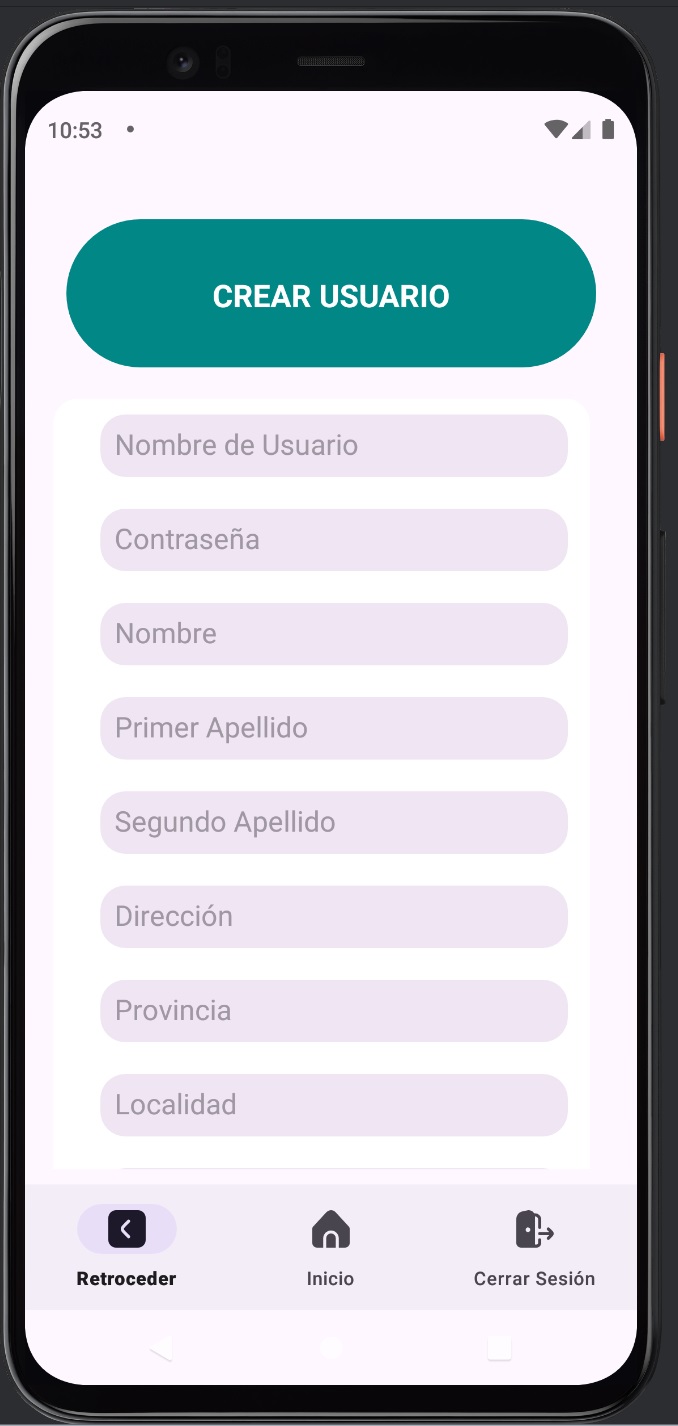 10:53
CREAR USUARIO
Nombre de Usuario
Contraseña
Nombre
Primer Apellido
Segundo Apellido
Dirección
Provincia
Localidad
Retroceder
Inicio
Cerrar Sesión